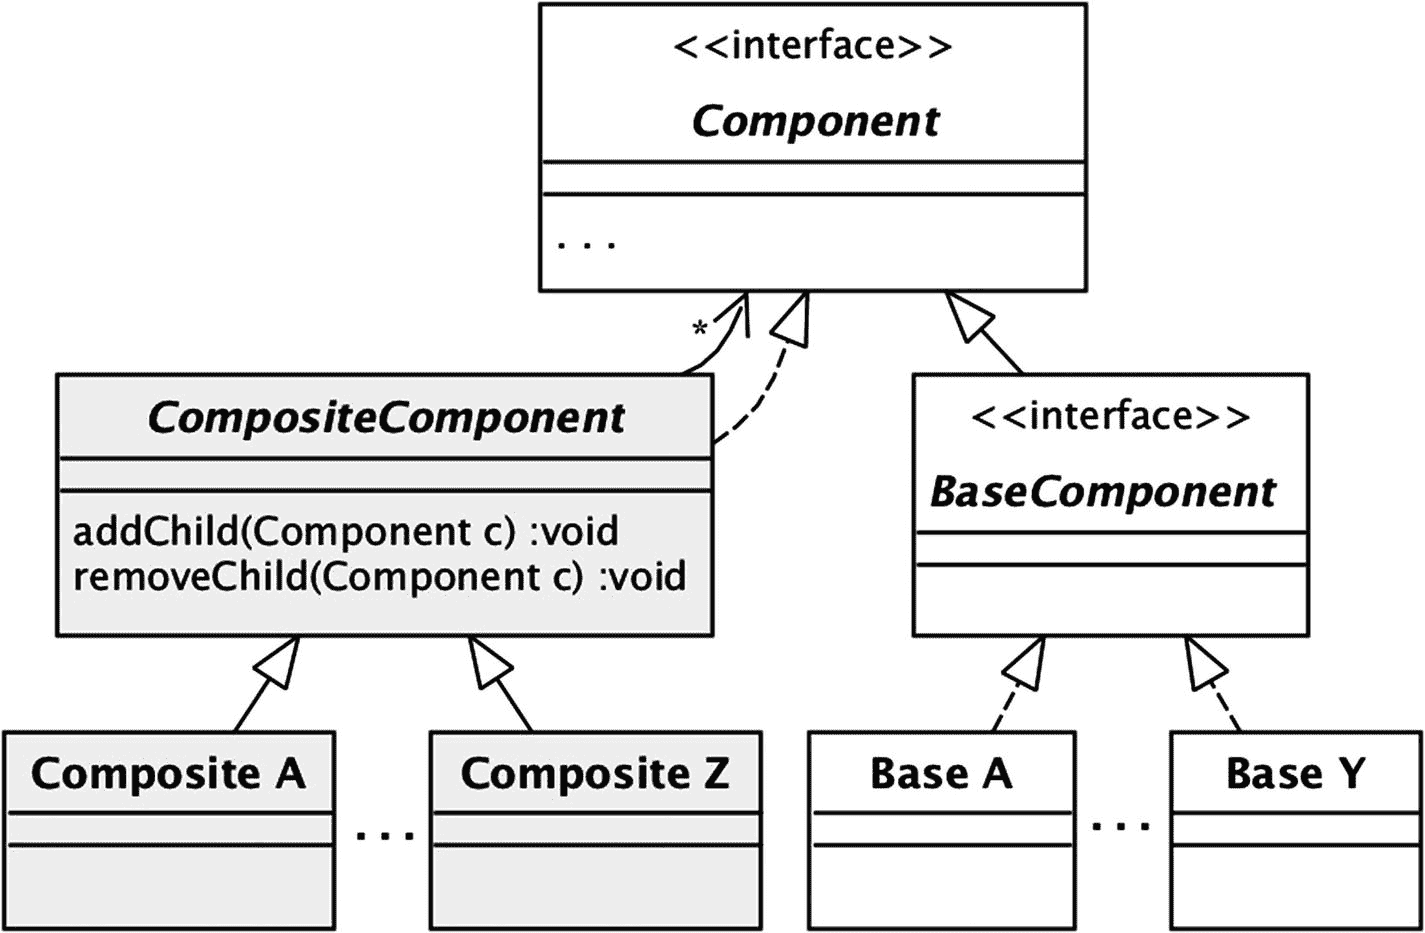 <<interface>>
Component
. . .
*
CompositeComponent
addChild(Component c) :void
removeChild(Component c) :void
<<interface>>
BaseComponent
Composite A
. . .
Composite Z
Base A
. . .
Base Y